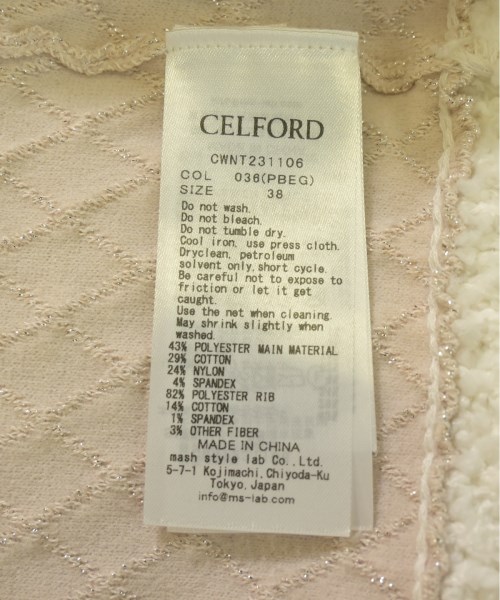 CELFORD
CWNT231106
COL 036(PBEG)
SIZE 38
Do not wash.
Do not bleach.
Do not tumble dry.
Cool iron, use press cloth.
Dryclean, petroleum
solvent only,short cycle.
Be careful not to expose to
friction or let it get
caught.
Use the net when cleaning.
May shrink slightly when
washed.
43% POLYESTER MAIN MATERIAL
29% COTTON
24% NYLON
4% SPANDEX
82% POLYESTER RIB
14% COTTON
1% SPANDEX
3% OTHER FIBER
MADE IN CHINA
mash style lab Co.,Ltd.
5-7-1 Kojimachi,Chiyoda-Ku
Tokyo,Japan
info@ms-lab.com